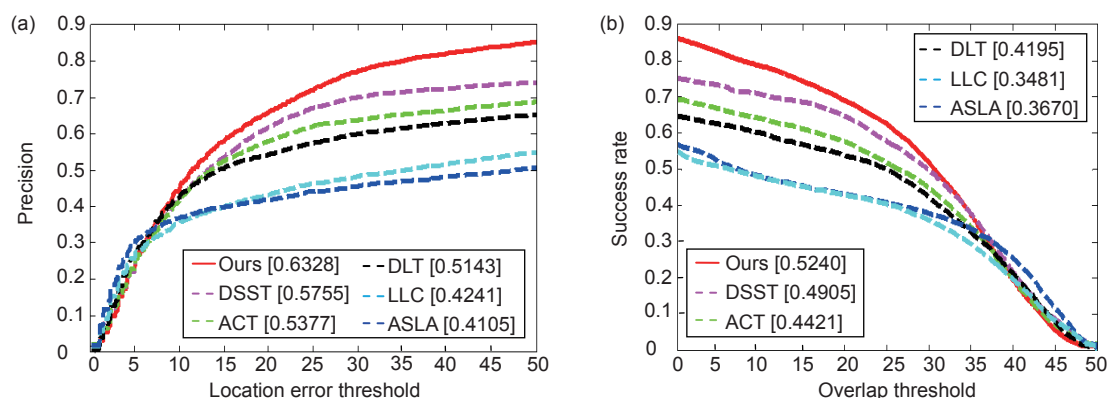 (a)
Precision
0.9
0.8
0.7
0.6
0.5
0.4
0.3
0.2
0.1
0
Ours [0.6328]
DSST [0.5755]
ACT [0.5377]
DLT [0.5143]
LLC [0.4241]
ASLA [0.4105]
0 5 10 15 20 25 30 35 40 45 50
Location error threshold
(b)
Success rate
0.9
0.8
0.7
0.6
0.5
0.4
0.3
0.2
0.1
0
DLT [0.4195]
LLC [0.3481]
ASLA [0.3670]
Ours [0.5240]
DSST [0.4905]
ACT [0.4421]
0 5 10 15 20 25 30 35 40 45 50
Overlap threshold